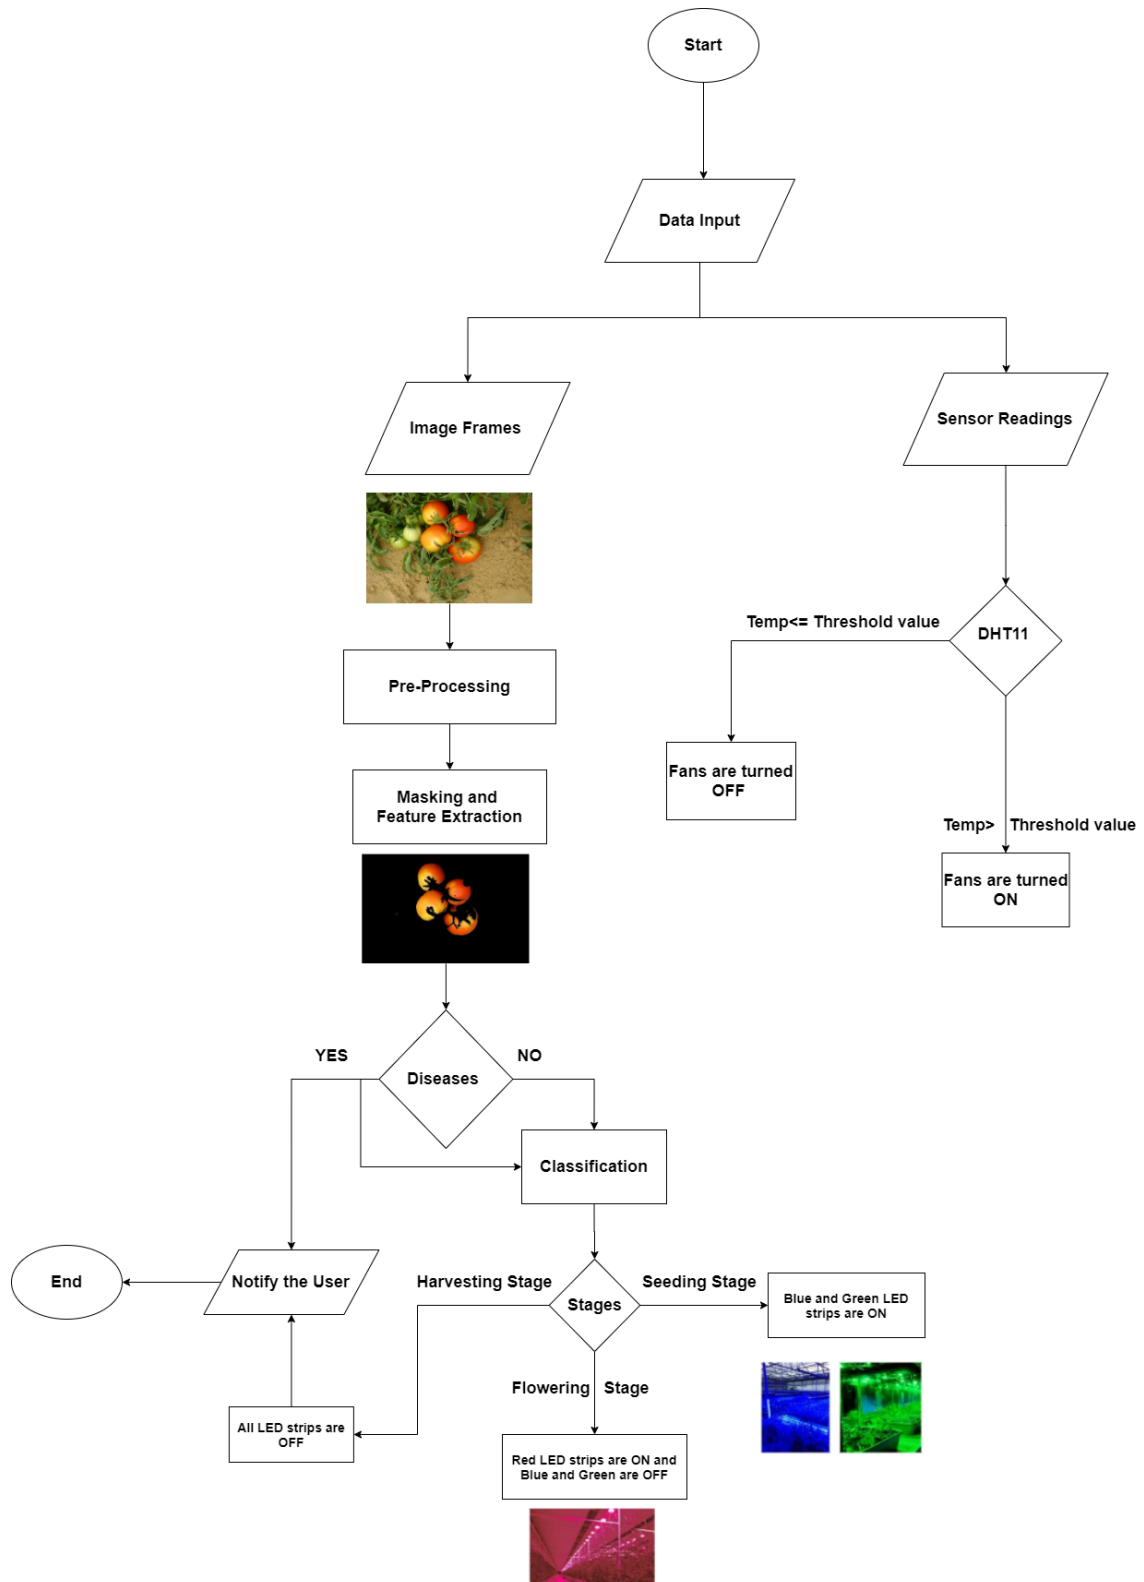 Start
Data Input
Image Frames
Sensor Readings
Temp<= Threshold value
DHT11
Pre-Processing
Fans are turned
OFF
Masking and
Feature Extraction
Temp> Threshold value
Fans are turned
ON
YES
NO
Diseases
Classification
End
Notify the User
Harvesting Stage
Seeding Stage
Stages
Blue and Green LED
strips are ON
Flowering Stage
All LED strips are
OFF
Red LED strips are ON and
Blue and Green are OFF